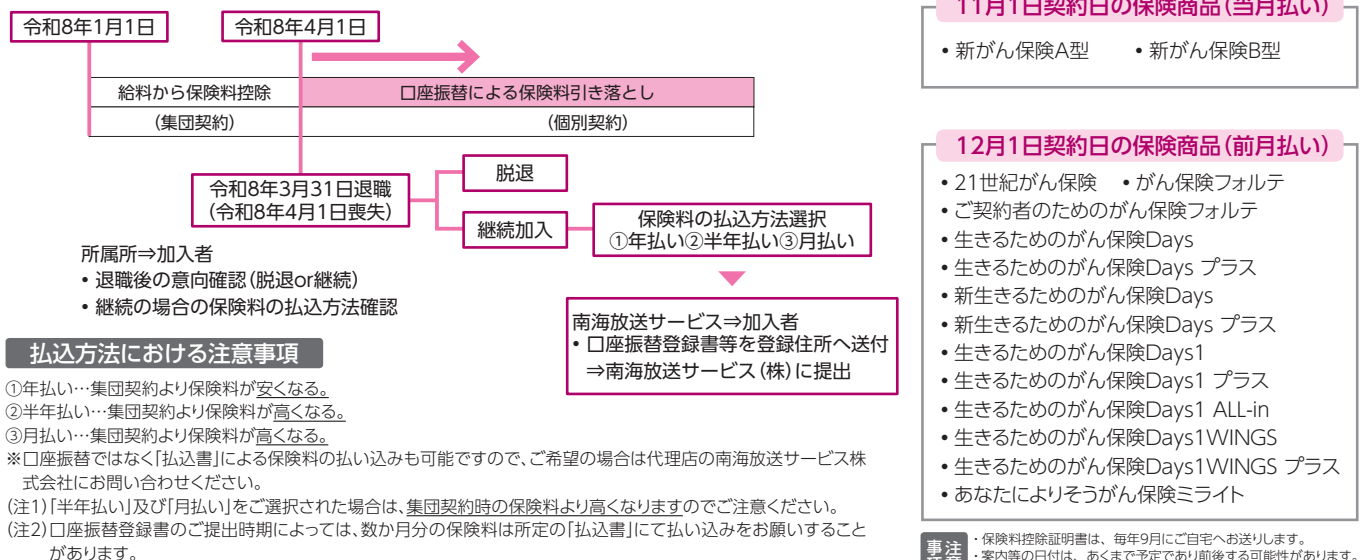 令和8年1月1日
令和8年4月1日
給料から保険料控除
口座振替による保険料引き落とし
(集団契約)
(個別契約)
令和8年3月31日退職
(令和8年4月1日喪失)
脱退
継続加入
保険料の払込方法選択
①年払い②半年払い③月払い
所属所⇒加入者
• 退職後の意向確認(脱退or継続)
• 継続の場合の保険料の払込方法確認
南海放送サービス⇒加入者
• 口座振替登録書等を登録住所へ送付
⇒南海放送サービス(株)に提出
払込方法における注意事項
①年払い…集団契約より保険料が安くなる。
②半年払い…集団契約より保険料が高くなる。
③月払い…集団契約より保険料が高くなる。
※口座振替ではなく「払込書」による保険料の払い込みも可能ですので、ご希望の場合は代理店の南海放送サービス株
式会社にお問い合わせください。
(注1)「半年払い」及び「月払い」をご選択された場合は、集団契約時の保険料より高くなりますのでご注意ください。
(注2)口座振替登録書のご提出時期によっては、数か月分の保険料は所定の「払込書」にて払い込みをお願いすること
があります。
11月1日契約日の保険商品(当月払い)
• 新がん保険A型 • 新がん保険B型
12月1日契約日の保険商品(前月払い)
• 21世紀がん保険 • がん保険フォルテ
• ご契約者のためのがん保険フォルテ
• 生きるためのがん保険Days
• 生きるためのがん保険Days プラス
• 新生きるためのがん保険Days
• 新生きるためのがん保険Days プラス
• 生きるためのがん保険Days1
• 生きるためのがん保険Days1 プラス
• 生きるためのがん保険Days1 ALL-in
• 生きるためのがん保険Days1WINGS
• 生きるためのがん保険Days1WINGS プラス
• あなたによりそうがん保険ミライト
・保険料控除証明書は、毎年9月にご自宅へお送りします。
・案内等の日付は、あくまで予定であり前後する可能性があります。